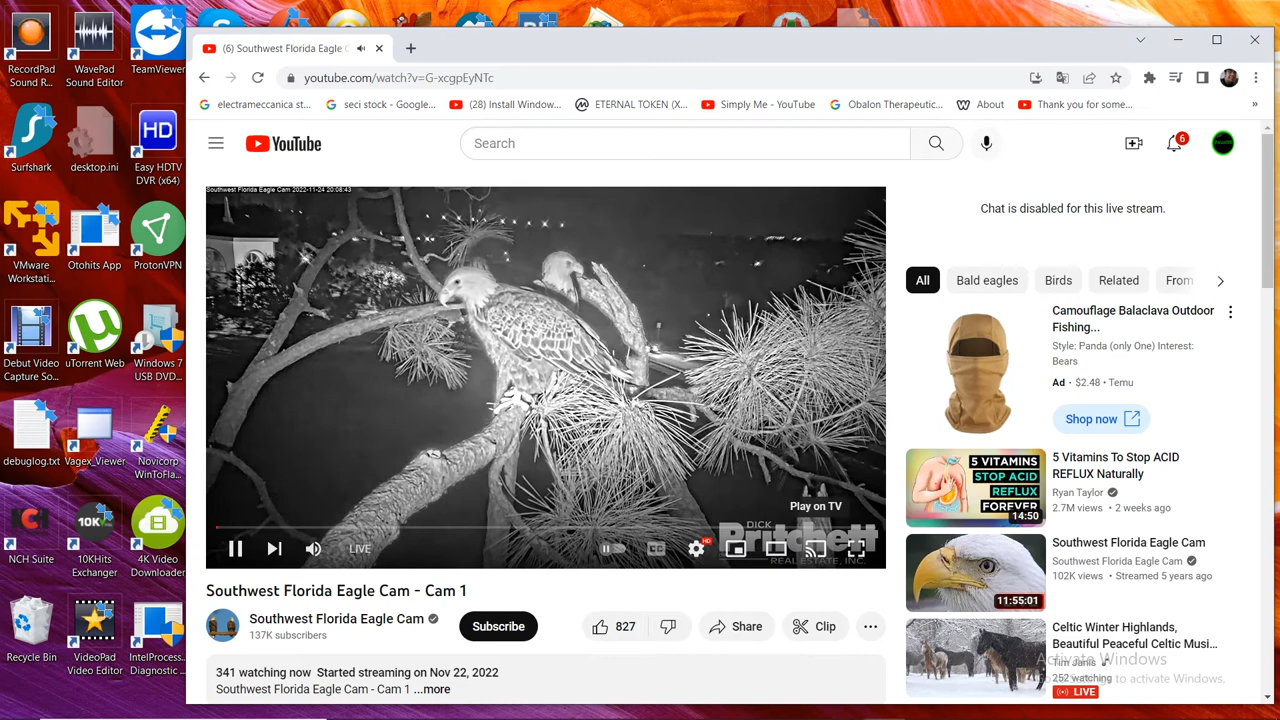 RecordPad
Sound R...
WavePad
Sound Editor
TeamViewer
Surfshark
desktop.ini
HD
Easy HDTV
DVR (x64)
VMware
Workstati...
Otohits App
ProtonVPN
Debut Video
Capture So...
uTorrent Web
Windows 7
USB DVD...
debuglog.txt
Vagex_Viewer
Novicorp
WinToFla...
NCH
NCH Suite
10K
10KHits
Exchanger
4K Video
Downloader
Recycle Bin
VideoPad
Video Editor
IntelProcess...
Diagnostic ...
(6) Southwest Florida Eagle C
youtube.com/watch?v=G-xcgpEyNTc
electrameccanica st...
seci stock - Google...
(28) Install Window...
ETERNAL TOKEN (X...
Simply Me - YouTube
Obalon Therapeutic...
About
Thank you for some...
»
YouTube
Search
6
Southwest Florida Eagle Cam 2022-11-24 20:08:43
Play on TV
DICK
Pritchett
REAL ESTATE, INC.
LIVE
HD
Southwest Florida Eagle Cam - Cam 1
Southwest Florida Eagle Cam
137K subscribers
Subscribe
827
Share
Clip
341 watching now Started streaming on Nov 22, 2022
Southwest Florida Eagle Cam - Cam 1 ...more
Chat is disabled for this live stream.
All
Bald eagles
Birds
Related
From
Camouflage Balaclava Outdoor
Fishing...
Style: Panda (only One) Interest:
Bears
Ad • $2.48 • Temu
Shop now
5 VITAMINS
STOP ACID
REFLUX
FOREVER
14:50
5 Vitamins To Stop ACID
REFLUX Naturally
Ryan Taylor
2.7M views • 2 weeks ago
11:55:01
Southwest Florida Eagle Cam
Southwest Florida Eagle Cam
102K views • Streamed 5 years ago
Celtic Winter Highlands,
Beautiful Peaceful Celtic Musi...
Tim Janis
252 watching
LIVE
Activate Windows
to activate Windows.